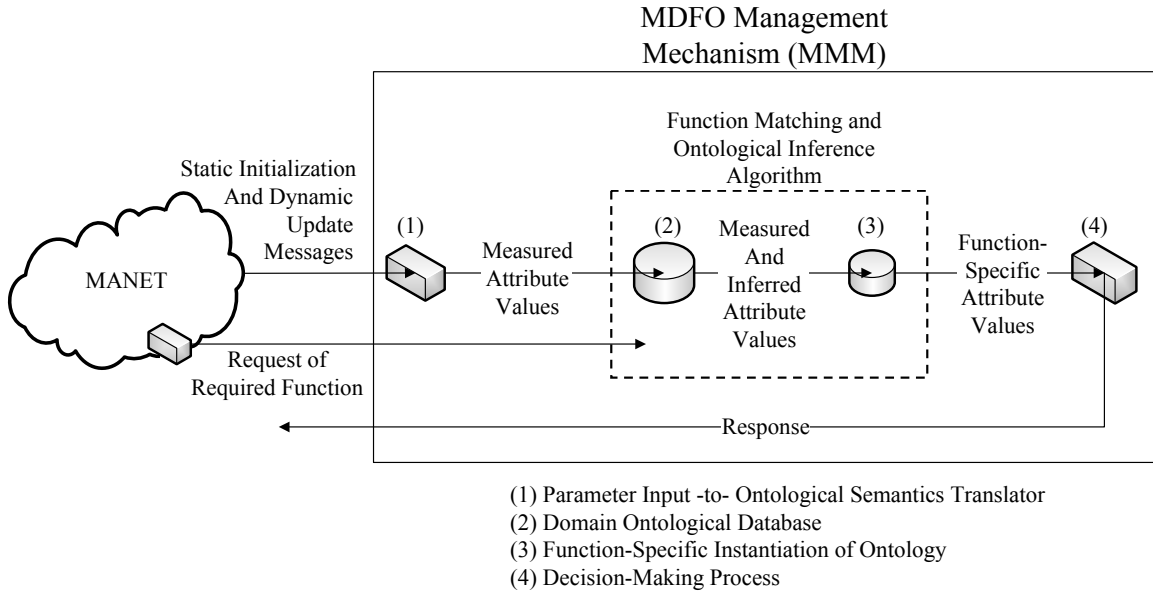 MDFO Management
Mechanism (MMM)
Function Matching and
Ontological Inference
Algorithm
Static Initialization
And Dynamic
Update
Messages
(1)
(2)
(3)
(4)
MANET
Measured
Attribute
Values
Measured
And
Inferred
Attribute
Values
Function-
Specific
Attribute
Values
Request of
Required Function
Response
(1) Parameter Input -to- Ontological Semantics Translator
(2) Domain Ontological Database
(3) Function-Specific Instantiation of Ontology
(4) Decision-Making Process